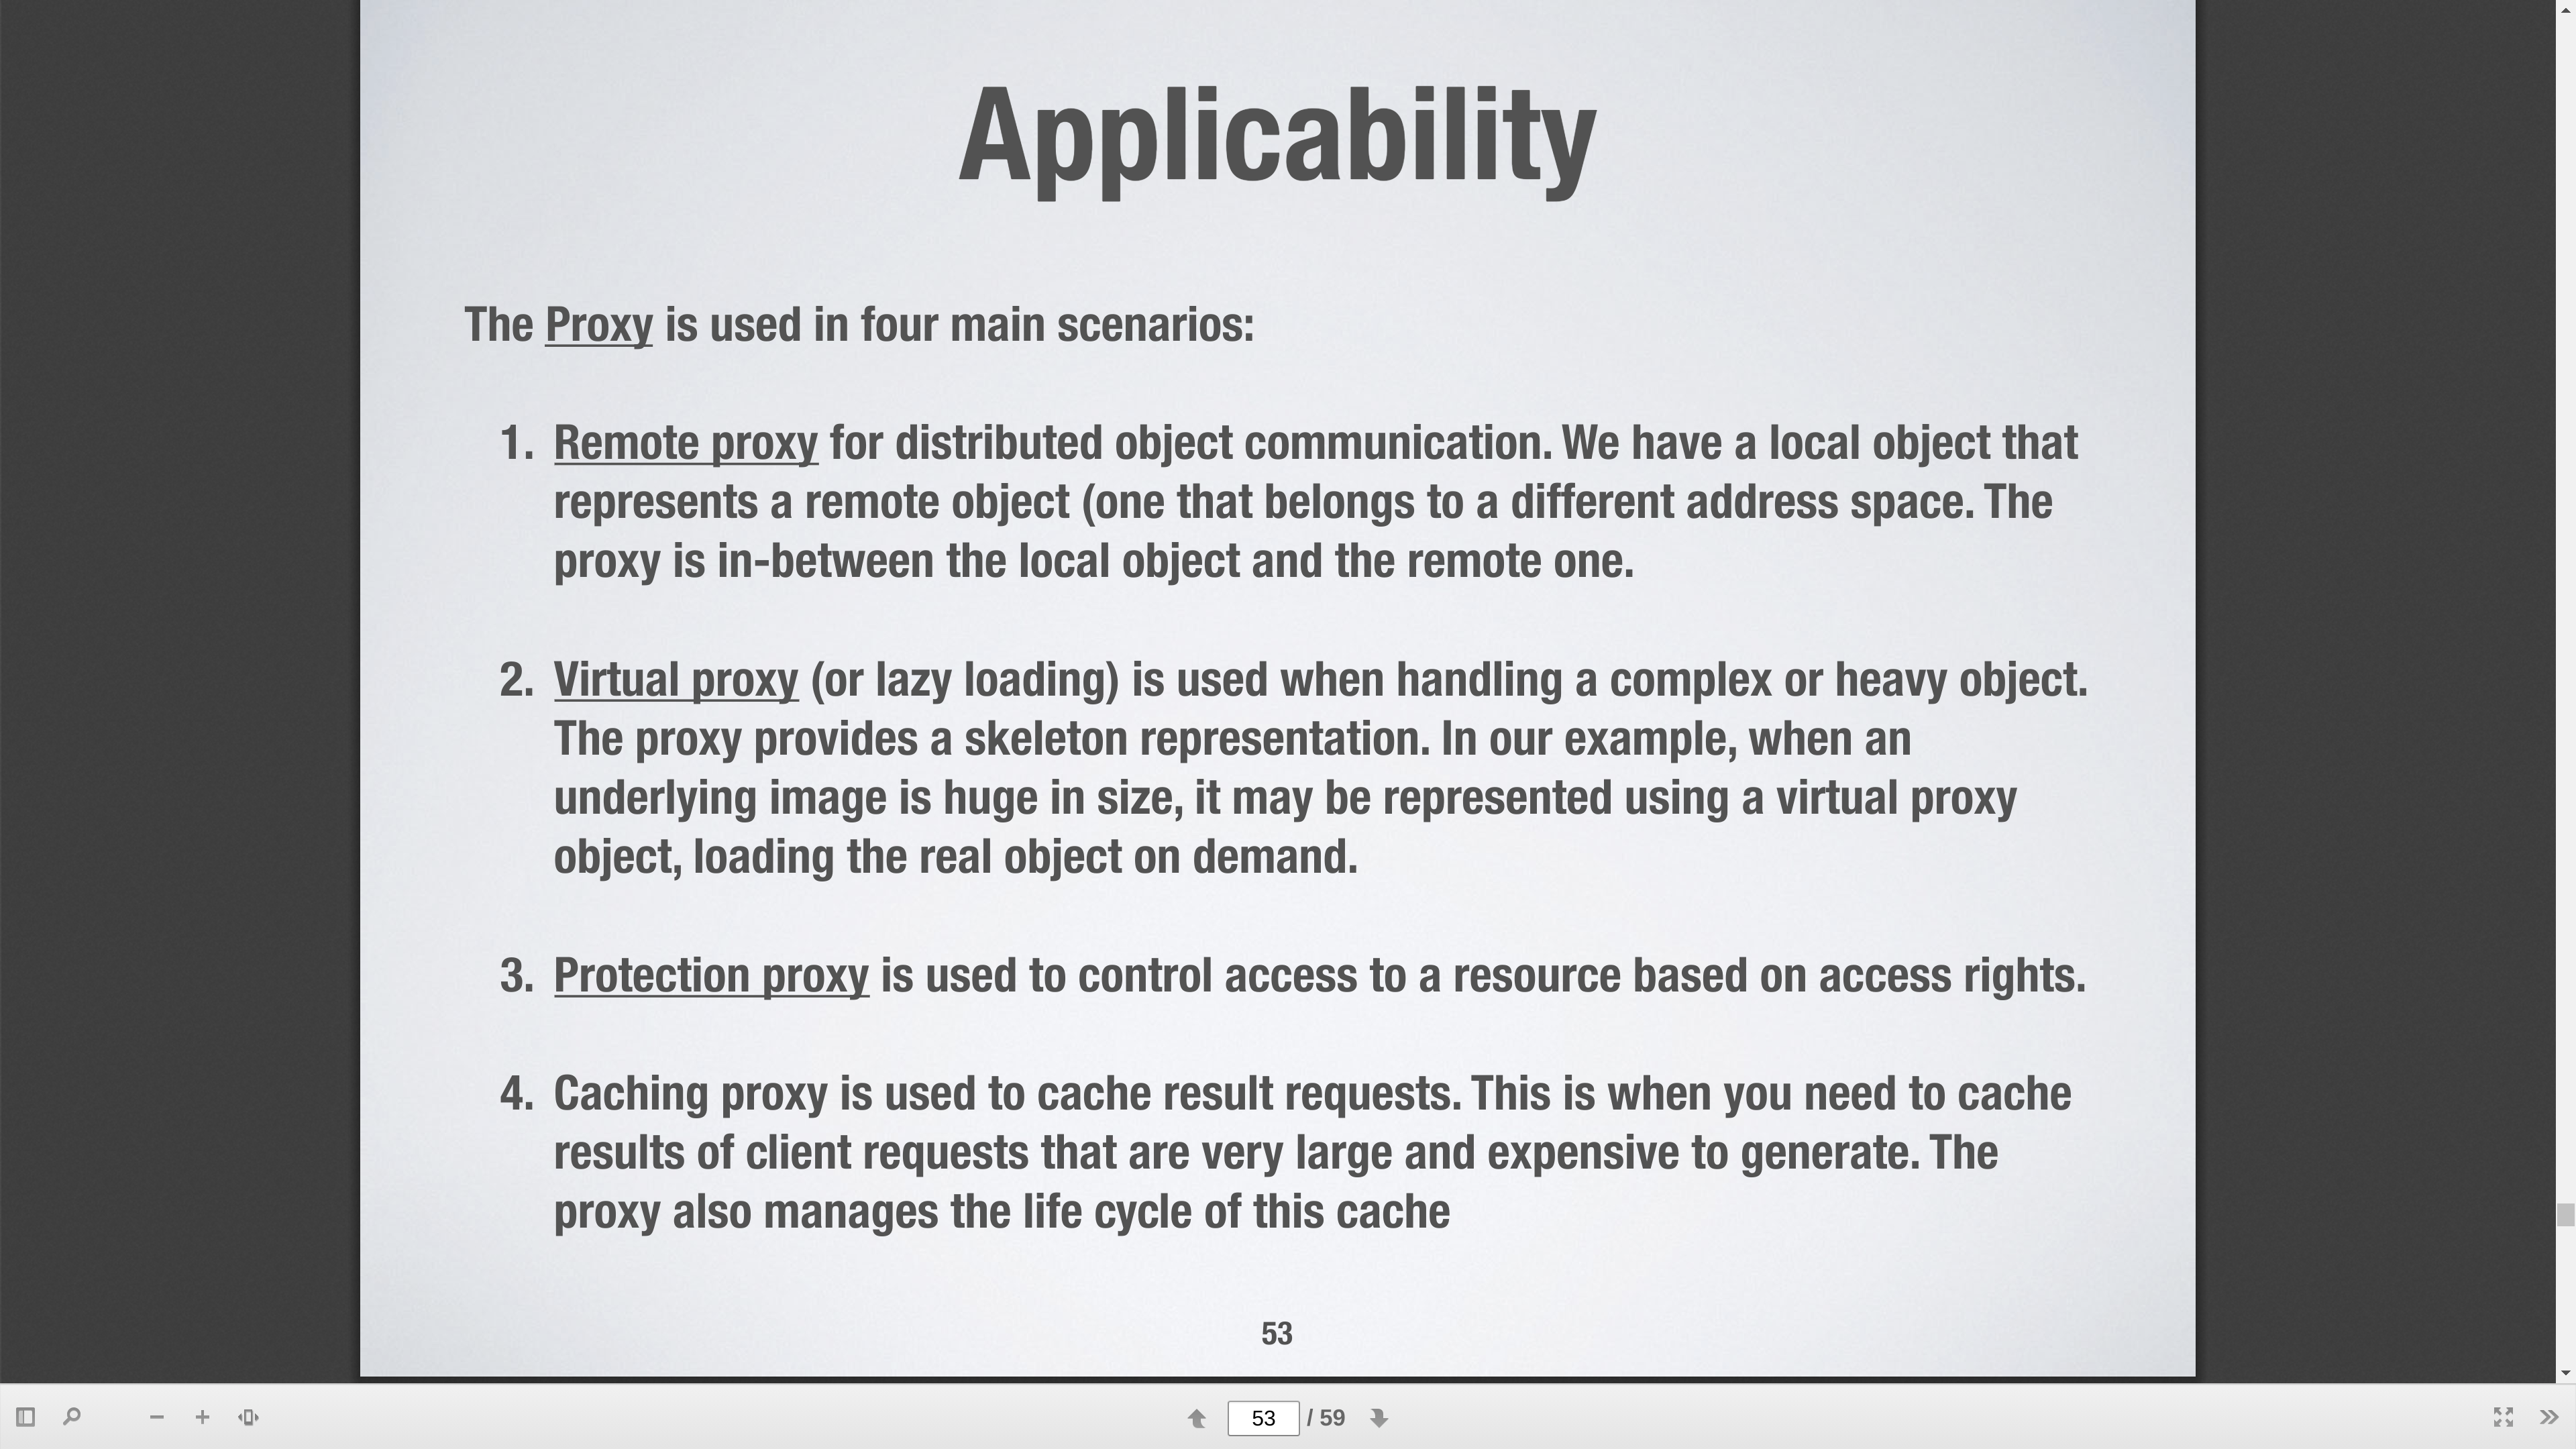 Applicability
The Proxy is used in four main scenarios:
1. Remote proxy for distributed object communication. We have a local object that
represents a remote object (one that belongs to a different address space. The
proxy is in-between the local object and the remote one.
2. Virtual proxy (or lazy loading) is used when handling a complex or heavy object.
The proxy provides a skeleton representation. In our example, when an
underlying image is huge in size, it may be represented using a virtual proxy
object, loading the real object on demand.
3. Protection proxy is used to control access to a resource based on access rights.
4. Caching proxy is used to cache result requests. This is when you need to cache
results of client requests that are very large and expensive to generate. The
proxy also manages the life cycle of this cache
53
53 / 59